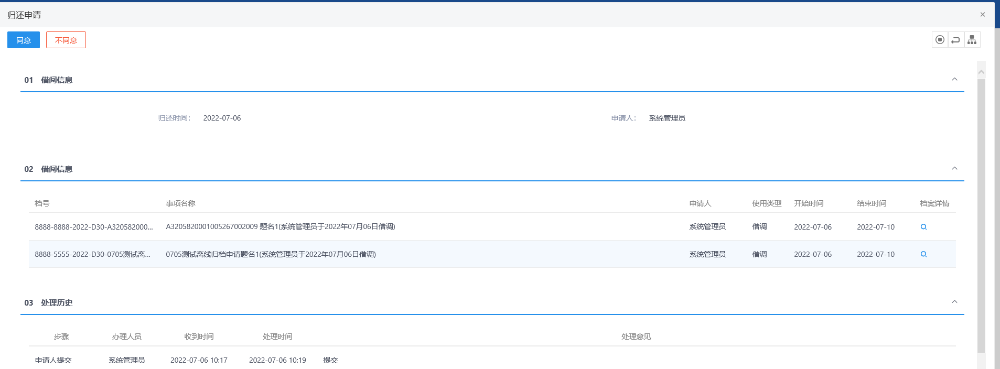 归还申请
同意 不同意
01 借阅信息
归还时间： 2022-07-06 申请人： 系统管理员
02 借阅信息
档号 事项名称 申请人 使用类型 开始时间 结束时间 档案详情
8888-8888-2022-D30-A320582000... A3205820001005267002009 题名1(系统管理员于2022年07月06日借调) 系统管理员 借调 2022-07-06 2022-07-10
8888-5555-2022-D30-0705测试离... 0705测试离线归档申请题名1(系统管理员于2022年07月06日借调) 系统管理员 借调 2022-07-06 2022-07-10
03 处理历史
步骤 办理人员 收到时间 处理时间 处理意见
申请人提交 系统管理员 2022-07-06 10:17 2022-07-06 10:19 提交